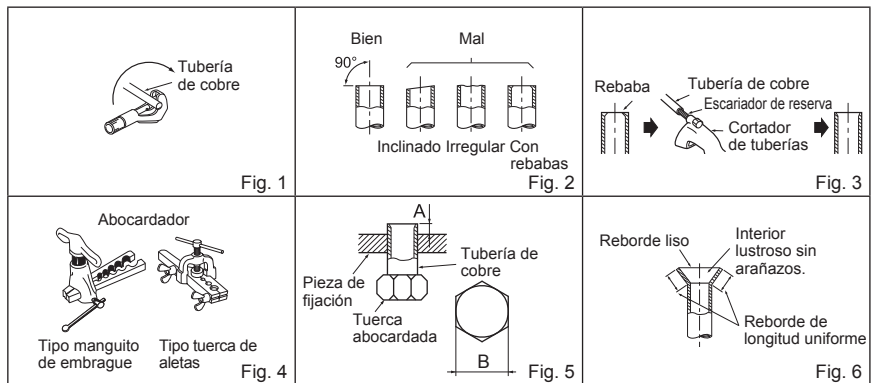 Tubería
de cobre
Fig. 1
Bien
Mal
90°
Inclinado Irregular Con
rebabas
Fig. 2
Rebaba
Tubería de cobre
Escariador de reserva
Cortador
de tuberías
Fig. 3
Abocardador
Tipo manguito
de embrague
Tipo tuerca de
aletas
Fig. 4
A
Tubería de
cobre
Pieza de
fijación
Tuerca
abocardada
B
Fig. 5
Reborde liso
Interior
lustroso sin
arañazos.
Reborde de
longitud uniforme
Fig. 6